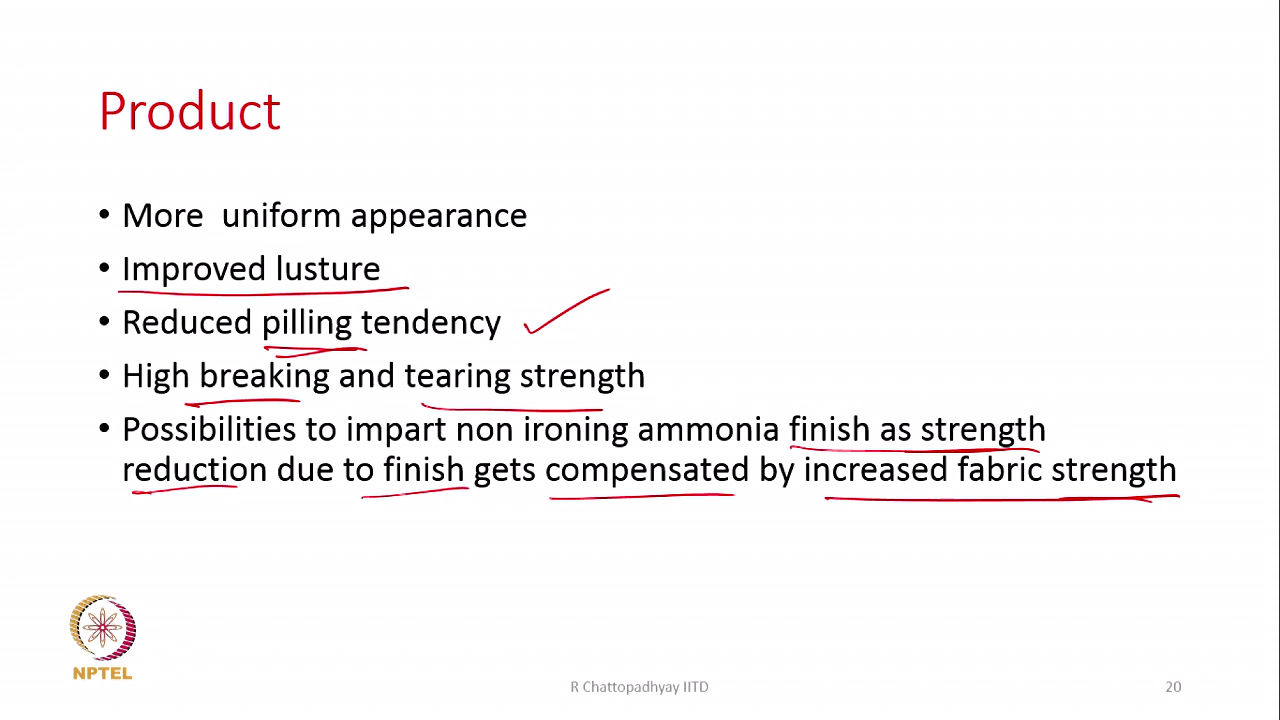 Product
• More uniform appearance
• Improved lusture
• Reduced pilling tendency
• High breaking and tearing strength
• Possibilities to impart non ironing ammonia finish as strength
reduction due to finish gets compensated by increased fabric strength
NPTEL
R Chattopadhyay IITD
20